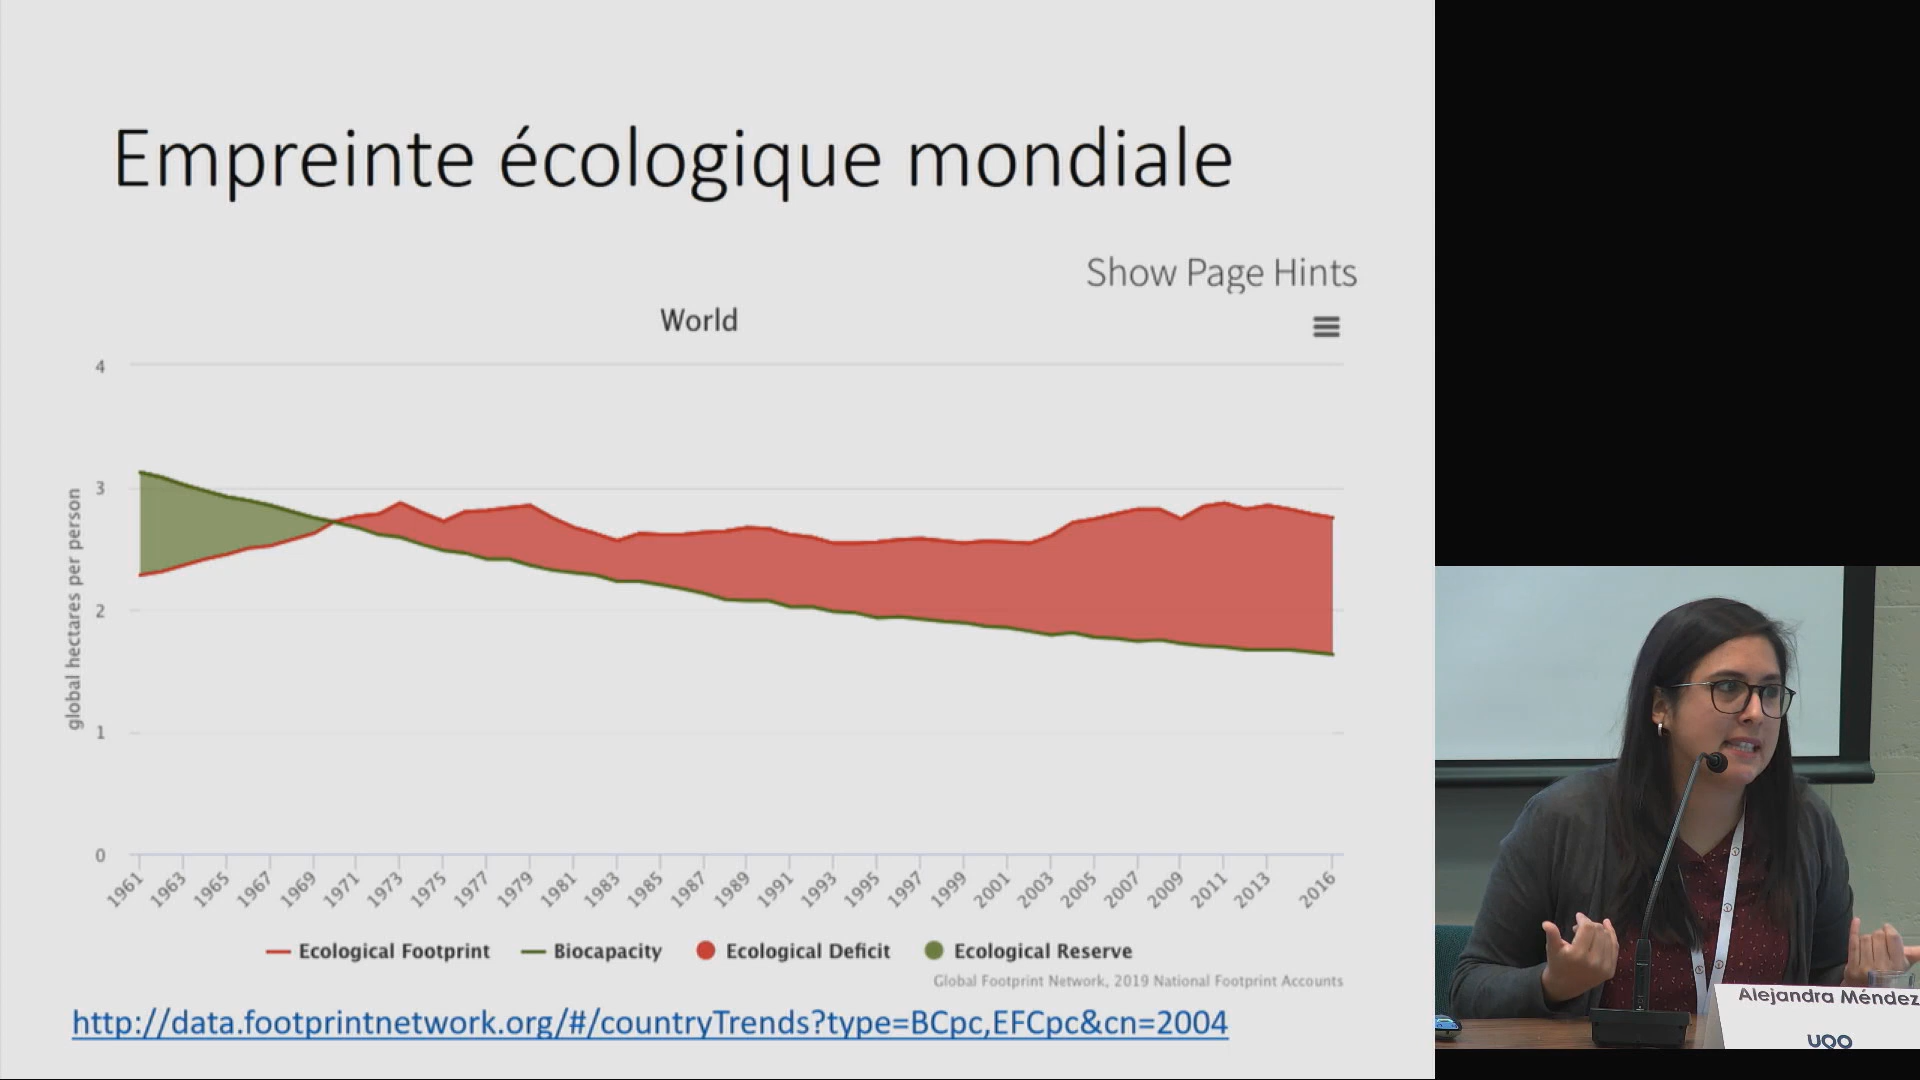 Empreinte écologique mondiale
Show Page Hints
World
global hectares per person
4
3
2
1
0
1961 1963 1965 1967 1969 1971 1973 1975 1977 1979 1981 1983 1985 1987 1989 1991 1993 1995 1997 1999 2001 2003 2005 2007 2009 2011 2013 2016
Ecological Footprint Biocapacity Ecological Deficit Ecological Reserve
Global Footprint Network, 2019 National Footprint Accounts
http://data.footprintnetwork.org/#/countryTrends?type=BCpc,EFCpc&cn=2004
Alejandra Méndez
UQO